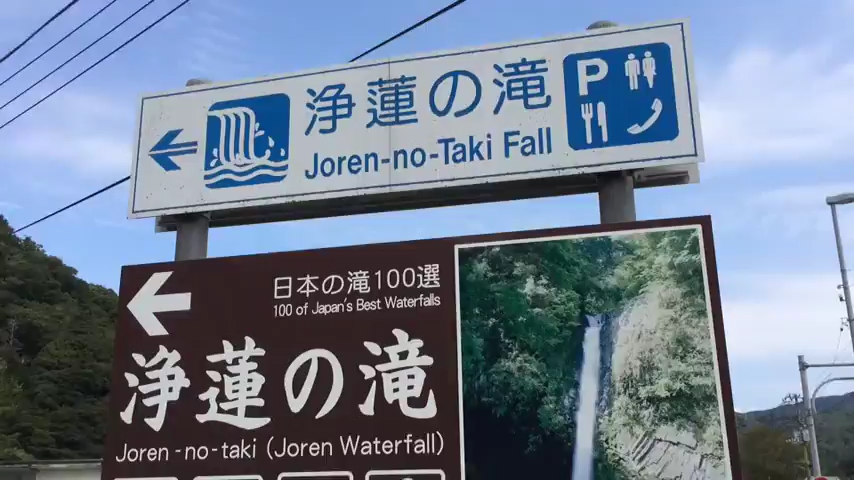 浄蓮の滝
Joren-no-Taki Fall
P
日本の滝100選
100 of Japan's Best Waterfalls
浄蓮の滝
Joren-no-taki (Joren Waterfall)